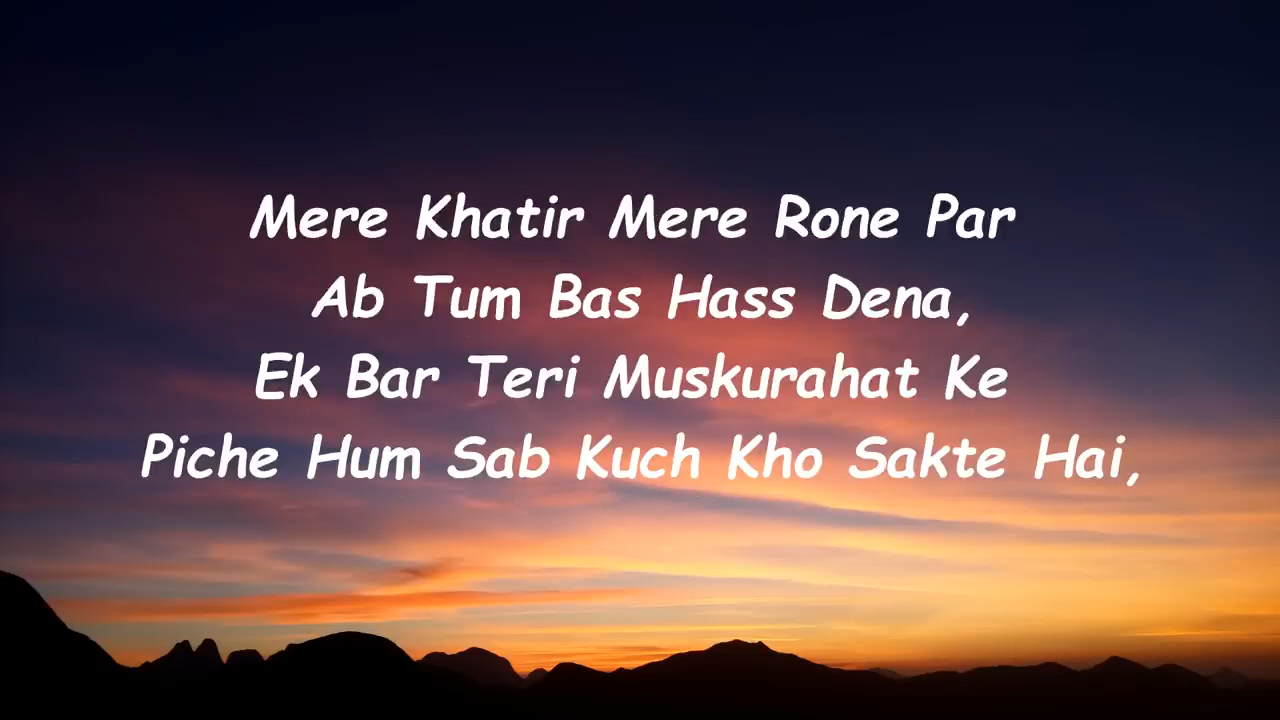 Mere Khatir Mere Rone Par
Ab Tum Bas Hass Dena,
Ek Bar Teri Muskurahat Ke
Piche Hum Sab Kuch Kho Sakte Hai,